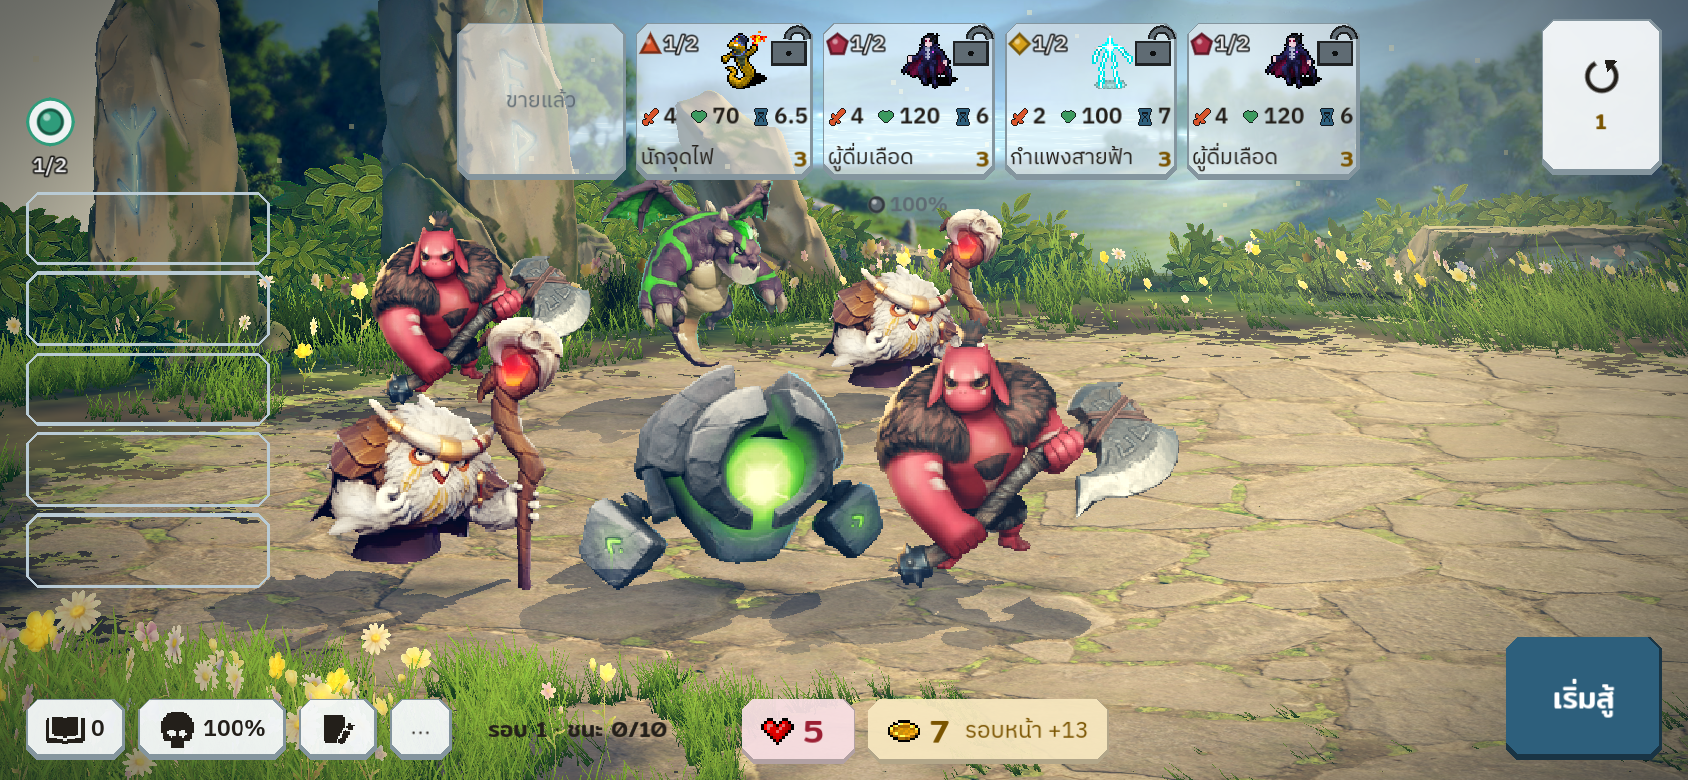 1/2
ขายแล้ว
1/2
4 70 6.5
นักจุดไฟ 3
1/2
4 120 6
ผู้ดื่มเลือด 3
1/2
2 100 7
กำแพงสายฟ้า 3
1/2
4 120 6
ผู้ดื่มเลือด 3
1
100%
0
100%
...
รอบ 1 · ชนะ 0/10
5
7 รอบหน้า +13
เริ่มสู้